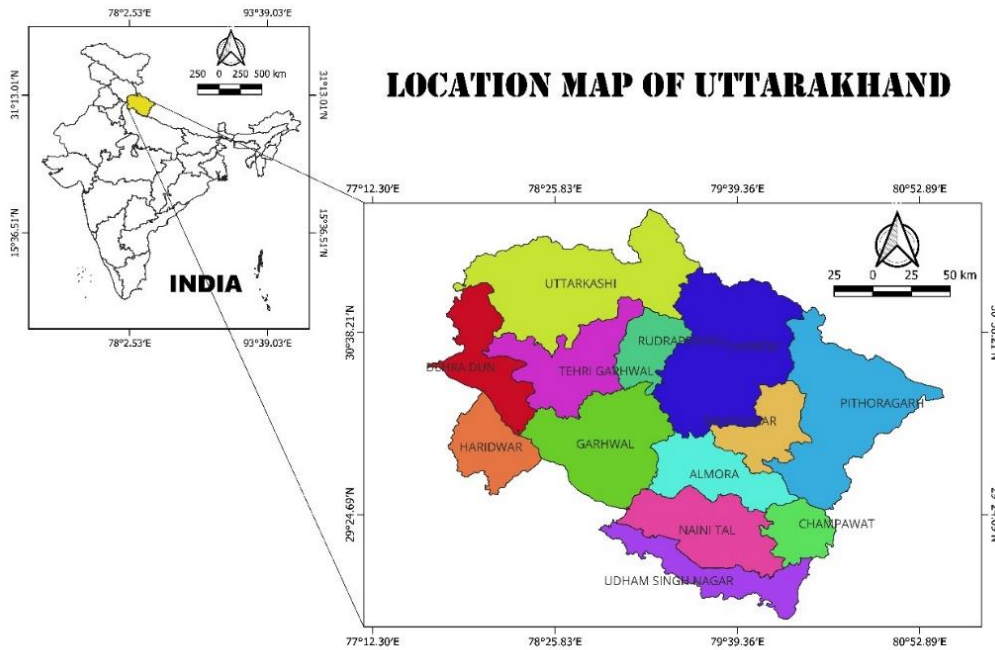 78°2.53'E 93°39.03'E
250 0 250 500 km
31°13.01'N
31°13.01'N
15°36.51'N
15°36.51'N
INDIA
78°2.53'E 93°39.03'E
LOCATION MAP OF UTTARAKHAND
77°12.30'E 78°25.83'E 79°39.36'E 80°52.89'E
25 0 25 50 km
30°38.21'N
UTTARKASHI
DEHRA DUN
TEHRI GARHWAL
PITHORAGARH
HARIDWAR
GARHWAL
ALMORA
29°24.69'N
CHAMPAWAT
NAINI TAL
UDHAM SINGH NAGAR
77°12.30'E 78°25.83'E 79°39.36'E 80°52.89'E